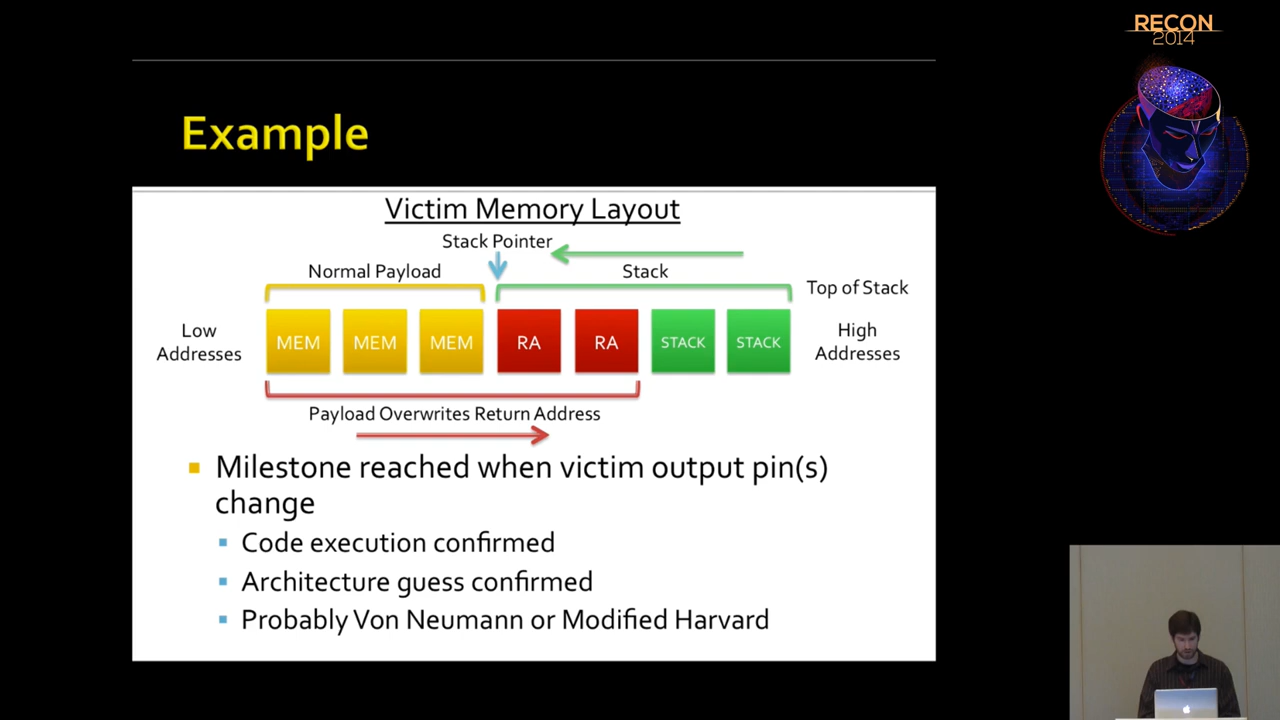 RECON
2014
Example
Victim Memory Layout
Stack Pointer
Normal Payload
Stack
Top of Stack
Low
Addresses
MEM
MEM
MEM
RA
RA
STACK
STACK
High
Addresses
Payload Overwrites Return Address
Milestone reached when victim output pin(s)
change
Code execution confirmed
Architecture guess confirmed
Probably Von Neumann or Modified Harvard